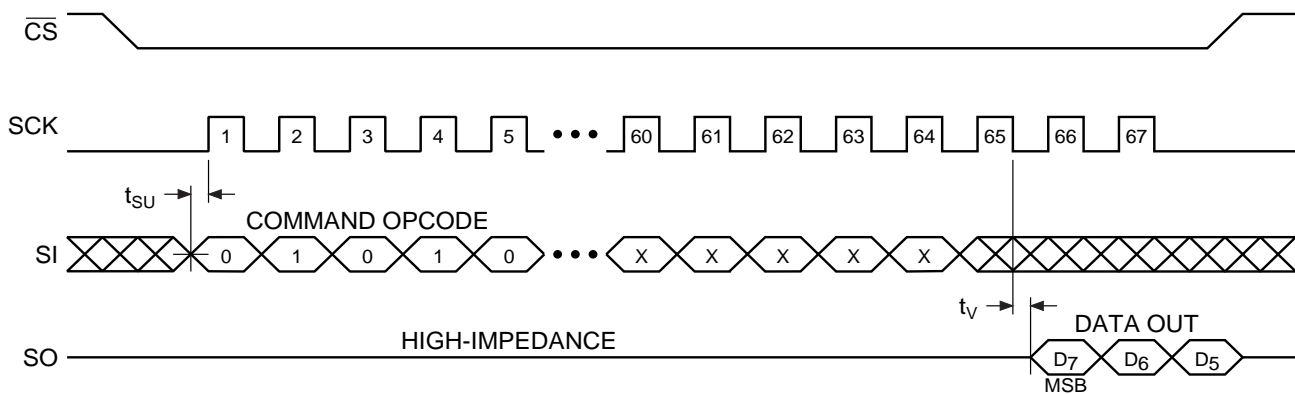 CS
SCK
1 2 3 4 5 ••• 60 61 62 63 64 65 66 67
tSU
COMMAND OPCODE
SI
0 1 0 1 0 ••• X X X X X
tV
DATA OUT
HIGH-IMPEDANCE
SO
D7 D6 D5
MSB